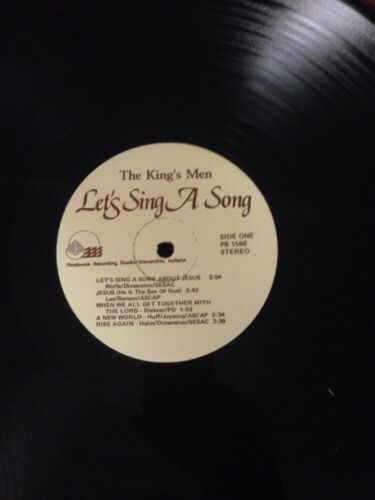 The King's Men
Let's Sing A Song
SIDE ONE
PB 1566
STEREO
Pinebrook Recording Studio/Alexandria, Indiana
LET'S SING A SONG ABOUT JESUS 3:04
Wolfe/Dimension/SESAC
JESUS (He Is The Son Of God) 3:42
Lee/Benson/ASCAP
WHEN WE ALL GET TOGETHER WITH
THE LORD - /PD 1:53
A NEW WORLD - Huff/Joysong/ASCAP 2:34
RISE AGAIN - Holm/Dimension/SESAC 3:39